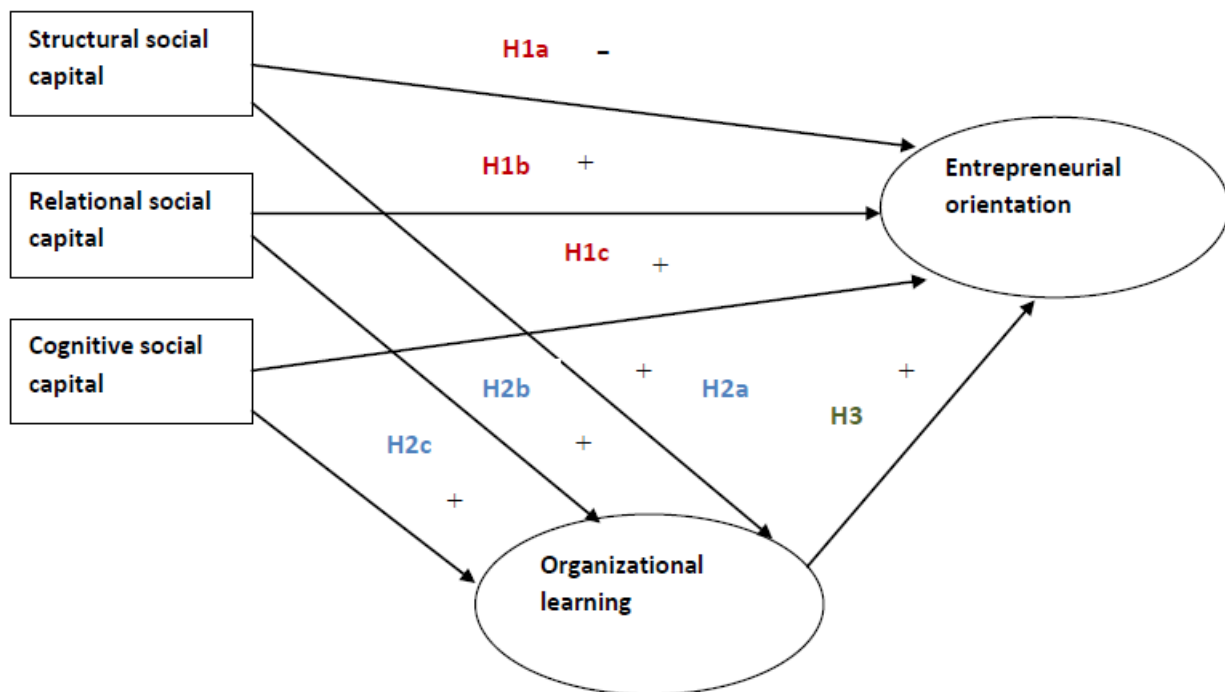 Structural social
capital
H1a -
H1b +
Entrepreneurial
orientation
Relational social
capital
H1c +
Cognitive social
capital
H2b + H2a +
H3
H2c +
+
Organizational
learning